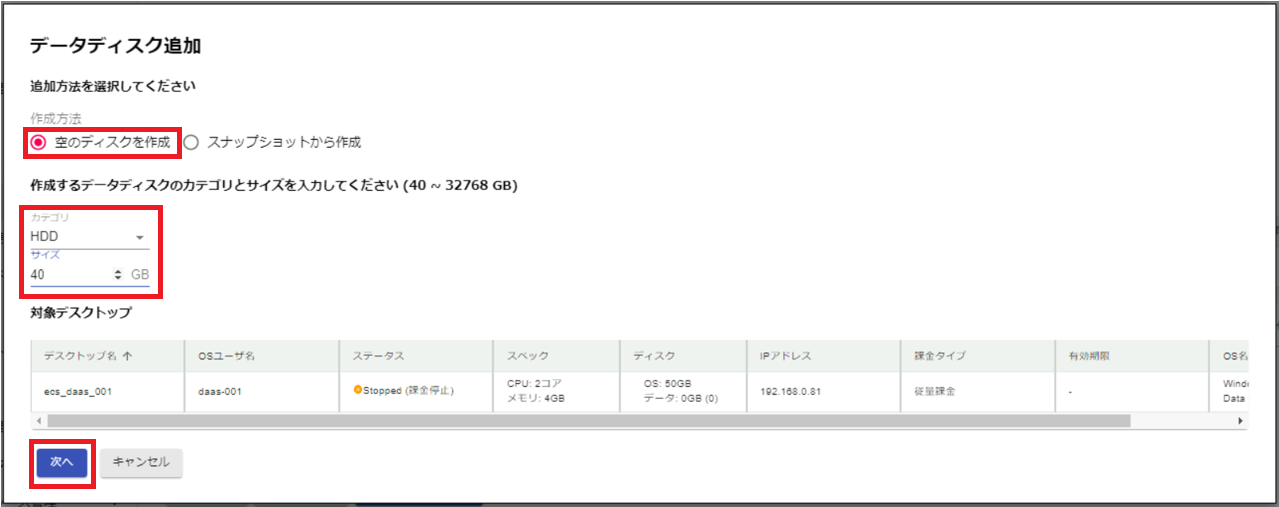 データディスク追加
追加方法を選択してください
作成方法
空のディスクを作成 スナップショットから作成
作成するデータディスクのカテゴリとサイズを入力してください (40 ~ 32768 GB)
カテゴリ
HDD
サイズ
40 GB
対象デスクトップ
デスクトップ名 ↑ OSユーザ名 ステータス スペック ディスク IPアドレス 課金タイプ 有効期限 OS名
ecs_daas_001 daas-001 Stopped (課金停止) CPU: 2コア OS: 50GB 192.168.0.81 従量課金 -
メモリ: 4GB データ: 0GB (0) Data
次へ キャンセル